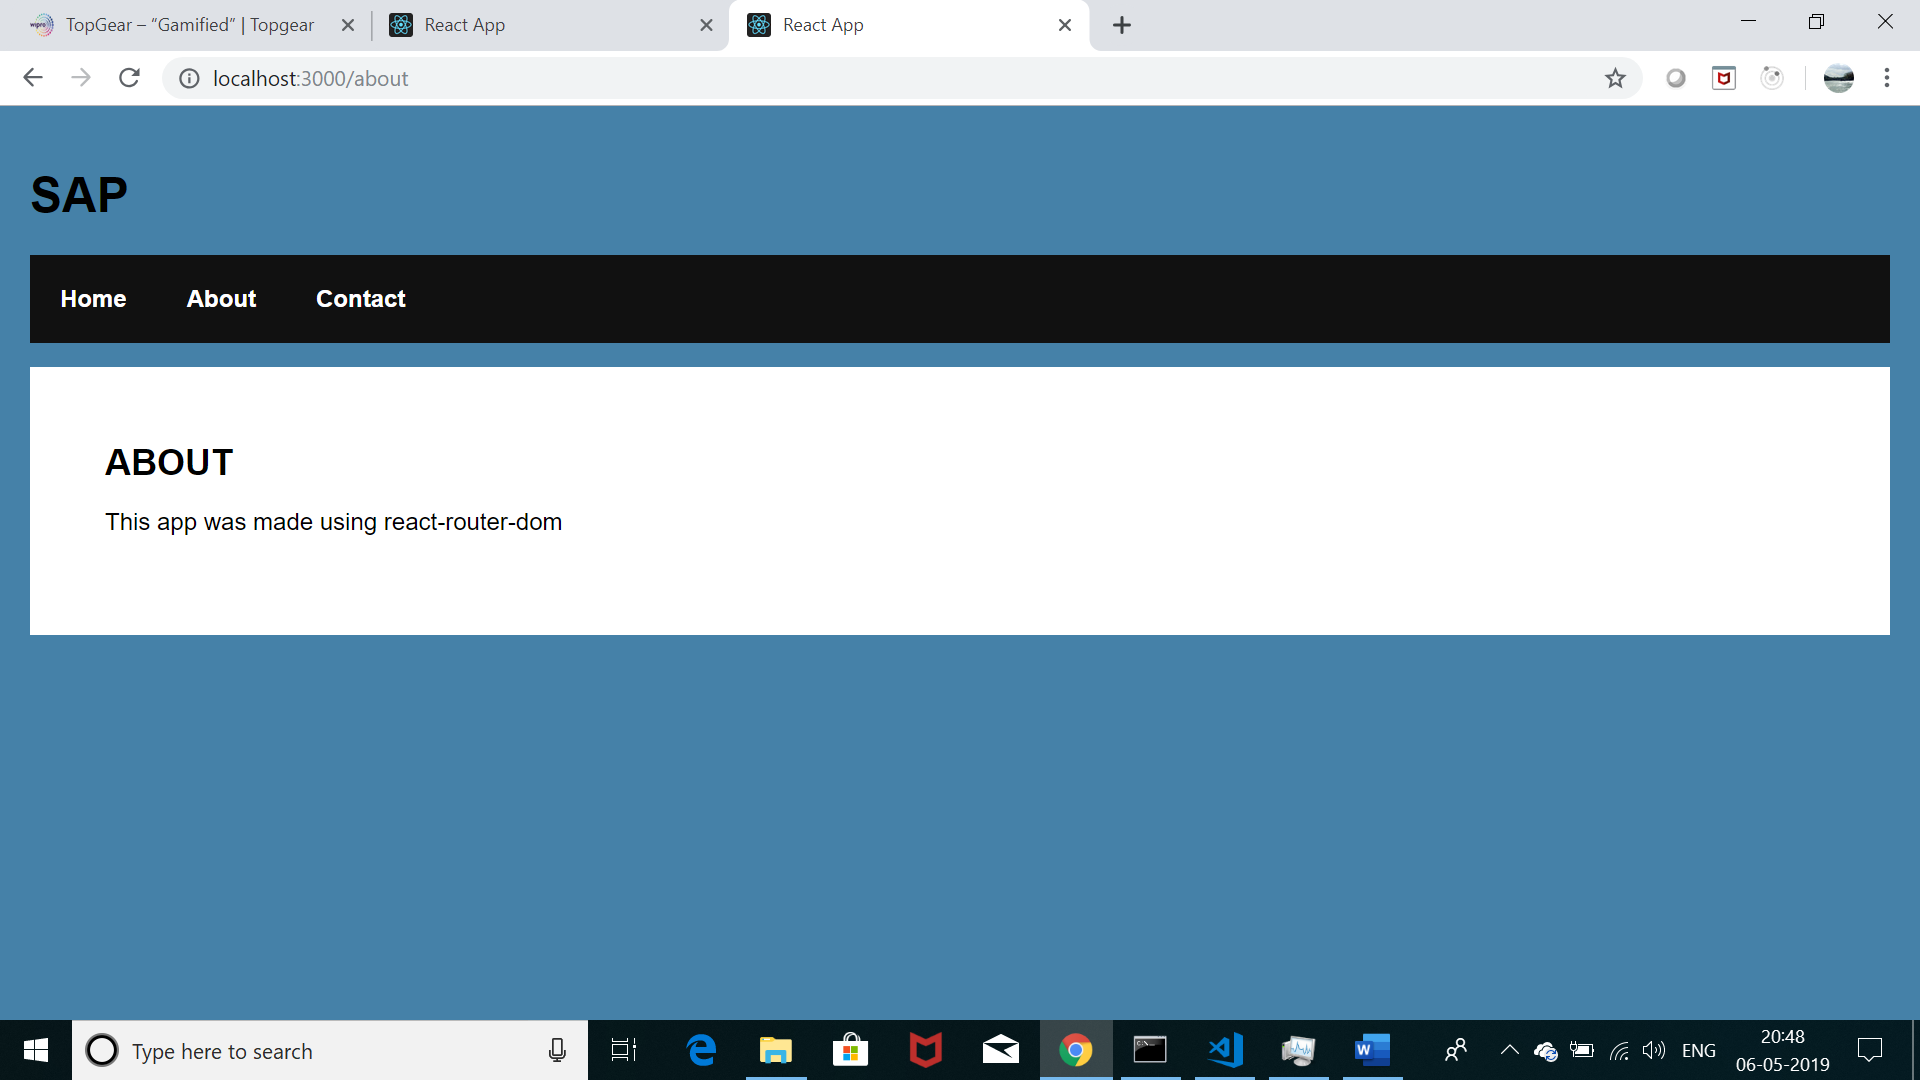 TopGear – “Gamified” | Topgear
React App
React App
localhost:3000/about
SAP
Home About Contact
ABOUT
This app was made using react-router-dom
Type here to search
ENG
20:48
06-05-2019